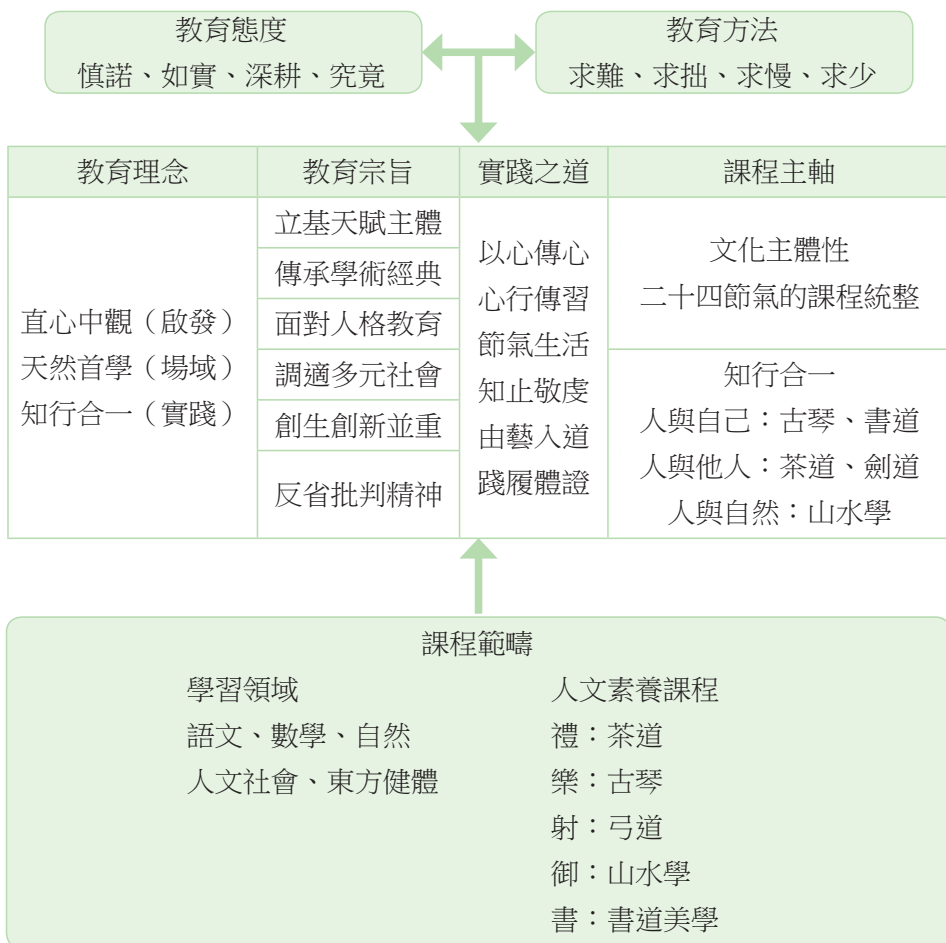 教育態度
慎諾、如實、深耕、究竟
教育方法
求難、求拙、求慢、求少
教育理念
教育宗旨
實踐之道
課程主軸
直心中觀（啟發）
天然首學（場域）
知行合一（實踐）
立基天賦主體
傳承學術經典
面對人格教育
調適多元社會
創生創新並重
反省批判精神
以心傳心
心行傳習
節氣生活
知止敬虔
由藝入道
踐履體證
文化主體性
二十四節氣的課程統整
知行合一
人與自己：古琴、書道
人與他人：茶道、劍道
人與自然：山水學
課程範疇
學習領域
語文、數學、自然
人文社會、東方健體
人文素養課程
禮：茶道
樂：古琴
射：弓道
御：山水學
書：書道美學